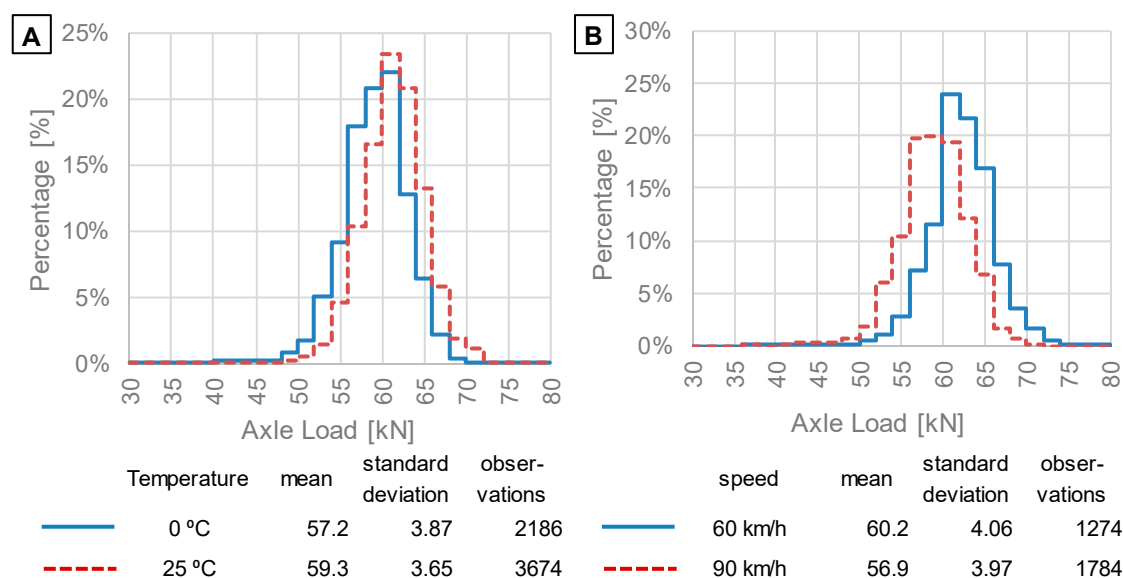 A
25%
20%
15%
10%
5%
0%
Percentage [%]
30 35 40 45 50 55 60 65 70 75 80
Axle Load [kN]
Temperature mean standard deviation obser-vations
0 ºC 57.2 3.87 2186
25 ºC 59.3 3.65 3674
B
30%
25%
20%
15%
10%
5%
0%
Percentage [%]
30 35 40 45 50 55 60 65 70 75 80
Axle Load [kN]
speed mean standard deviation obser-vations
60 km/h 60.2 4.06 1274
90 km/h 56.9 3.97 1784